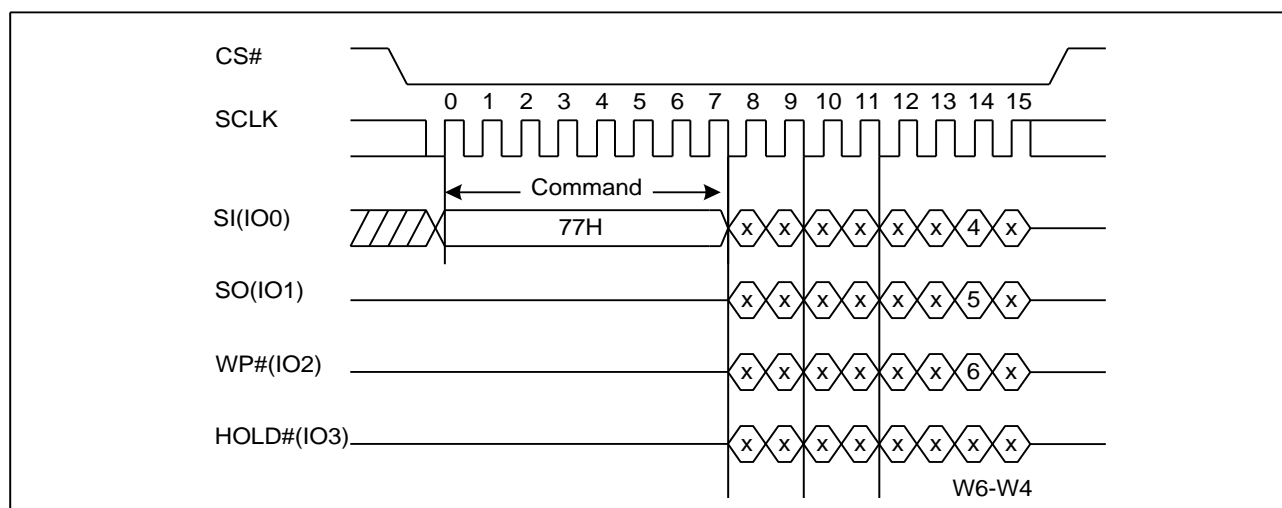 CS#
0 1 2 3 4 5 6 7 8 9 10 11 12 13 14 15
SCLK
Command
SI(IO0) 77H x x x x x x 4 x
SO(IO1) x x x x x x 5 x
WP#(IO2) x x x x x x 6 x
HOLD#(IO3) x x x x x x x x
W6-W4